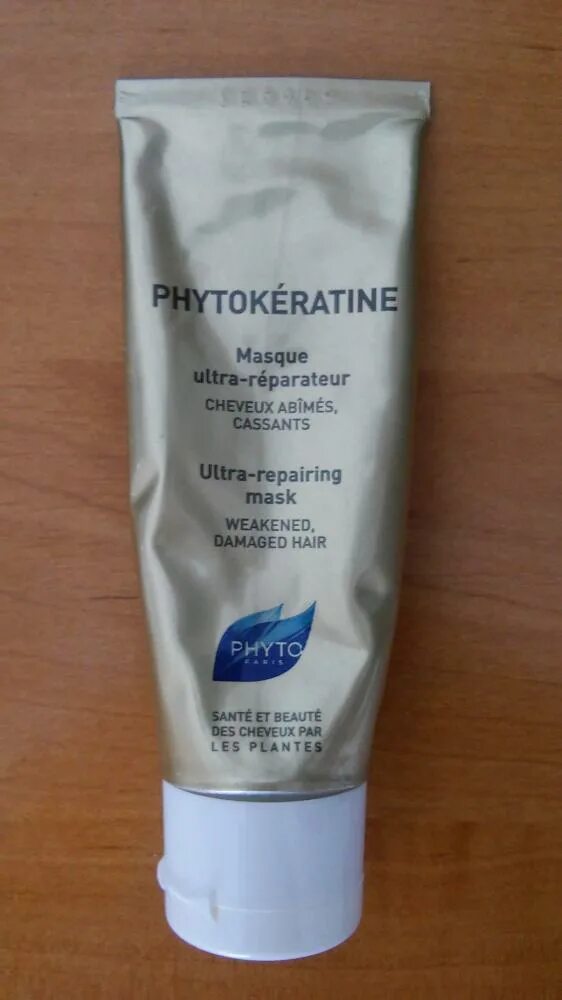 PHYTOKÉRATINE
Masque
ultra-réparateur
CHEVEUX ABÎMÉS,
CASSANTS
Ultra-repairing
mask
WEAKENED,
DAMAGED HAIR
PHYTO
PARIS
SANTÉ ET BEAUTÉ
DES CHEVEUX PAR
LES PLANTES